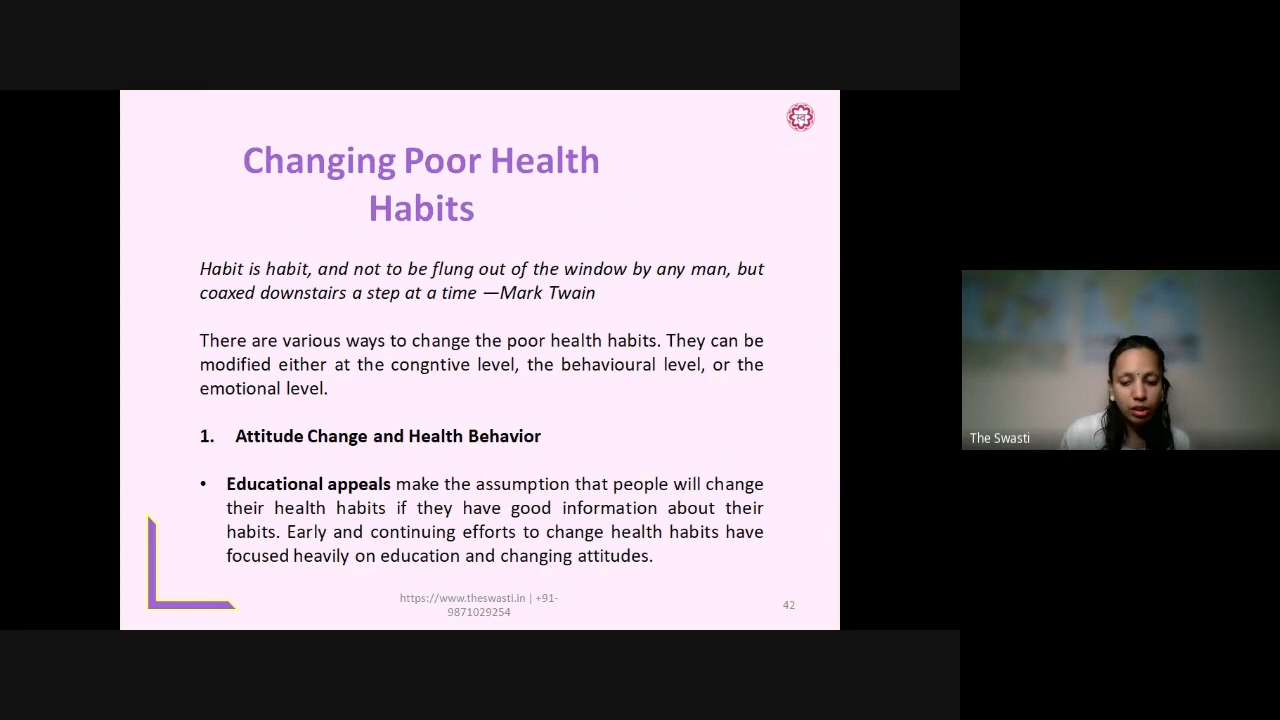 Changing Poor Health
Habits
Habit is habit, and not to be flung out of the window by any man, but
coaxed downstairs a step at a time —Mark Twain
There are various ways to change the poor health habits. They can be
modified either at the congntive level, the behavioural level, or the
emotional level.
1. Attitude Change and Health Behavior
• Educational appeals make the assumption that people will change
their health habits if they have good information about their
habits. Early and continuing efforts to change health habits have
focused heavily on education and changing attitudes.
https://www.theswasti.in | +91-
9871029254
42
The Swasti